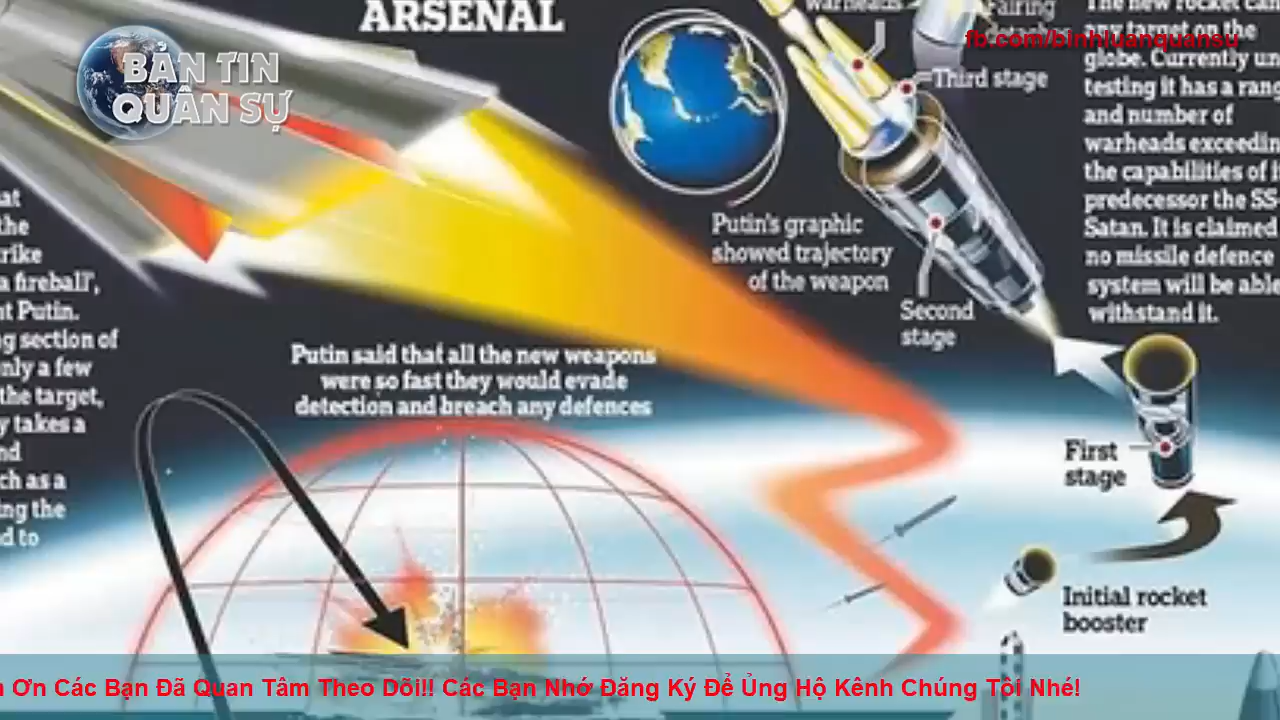 ARSENAL
BẢN TIN
QUÂN SỰ
fb.com/binhluanquansu
warheads
Fairing
Third stage
The new rocket can
any target on the
globe. Currently un
testing it has a rang
and number of
warheads exceedin
the capabilities of i
predecessor the SS-
Satan. It is claimed
no missile defence
system will be able
withstand it.
Putin's graphic
showed trajectory
of the weapon
Second
stage
at
the
rike
a fireball',
nt Putin.
g section of
nly a few
the target,
y takes a
nd
ch as a
ing the
d to
Putin said that all the new weapons
were so fast they would evade
detection and breach any defences
First
stage
Initial rocket
booster
Ơn Các Bạn Đã Quan Tâm Theo Dõi!! Các Bạn Nhớ Đăng Ký Để Ủng Hộ Kênh Chúng Tôi Nhé!